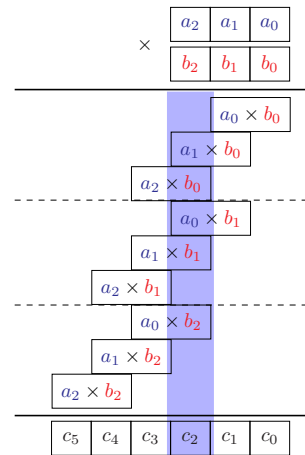 a₂ a₁ a₀
×
b₂ b₁ b₀
a₀ × b₀
a₁ × b₀
a₂ × b₀
a₀ × b₁
a₁ × b₁
a₂ × b₁
a₀ × b₂
a₁ × b₂
a₂ × b₂
c₅ c₄ c₃ c₂ c₁ c₀